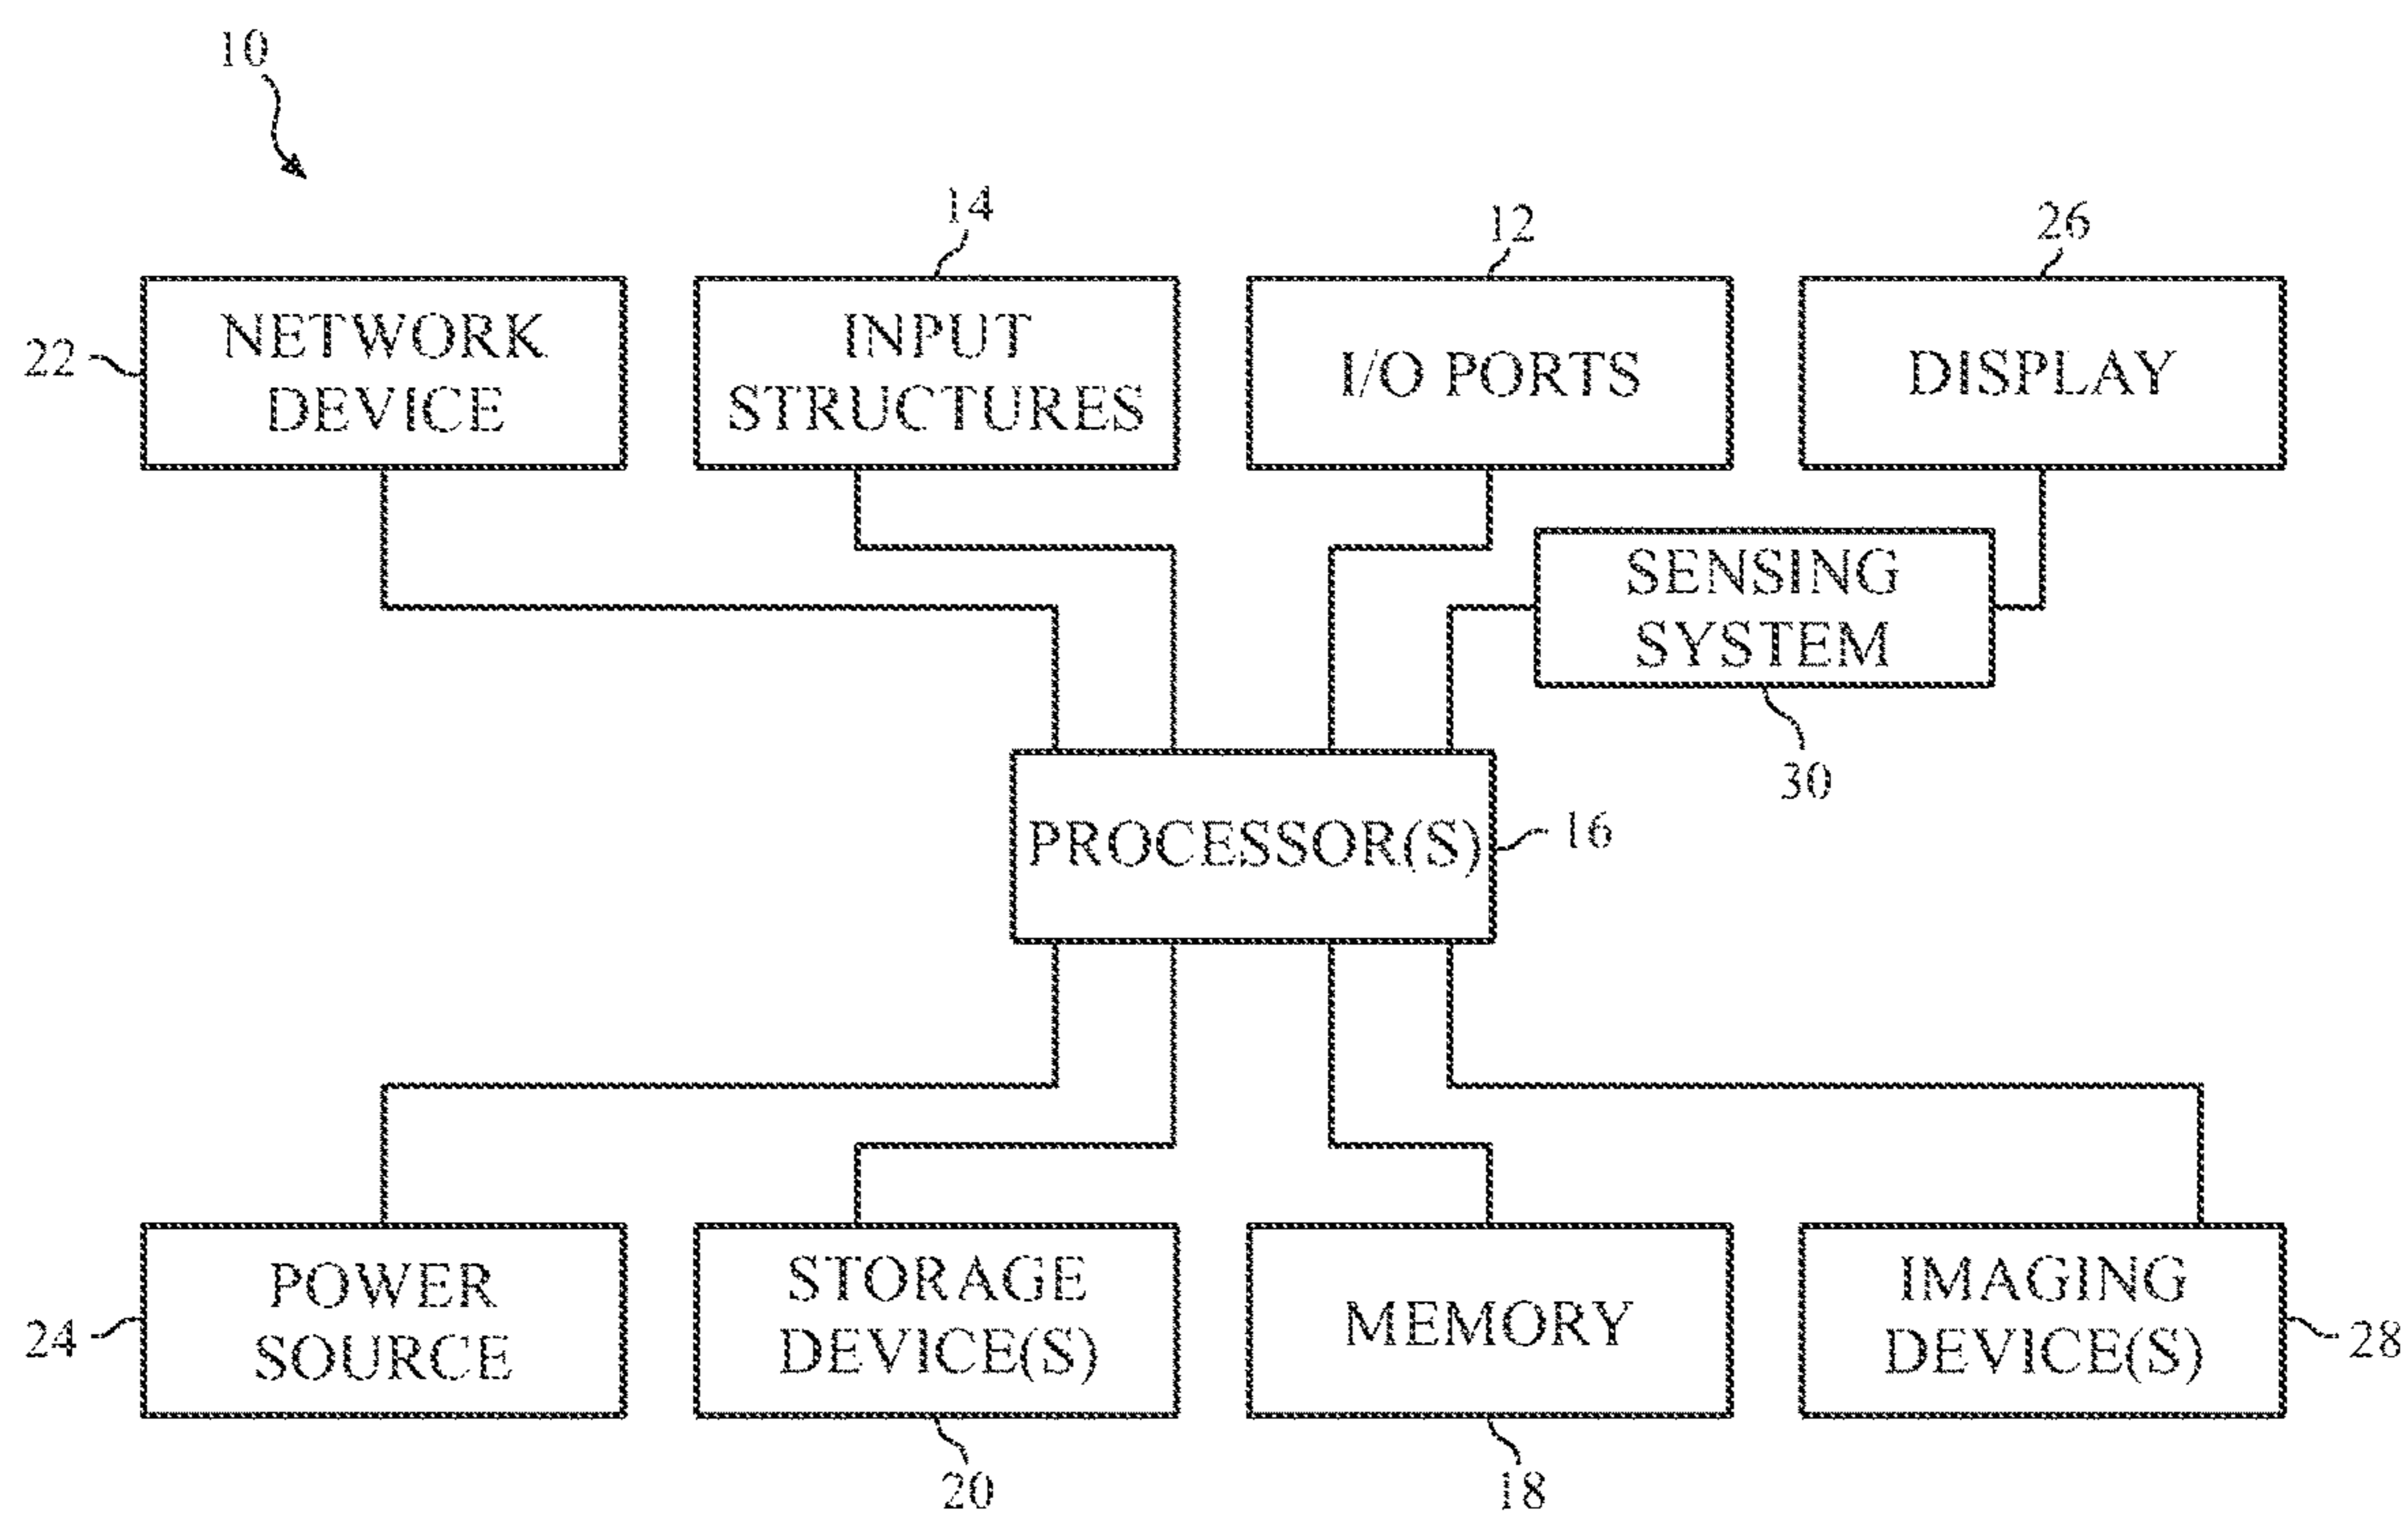 10
14
12
26
22
NETWORK
DEVICE
INPUT
STRUCTURES
I/O PORTS
DISPLAY
SENSING
SYSTEM
30
PROCESSOR(S)
16
24
POWER
SOURCE
STORAGE
DEVICE(S)
MEMORY
IMAGING
DEVICE(S)
28
20
18